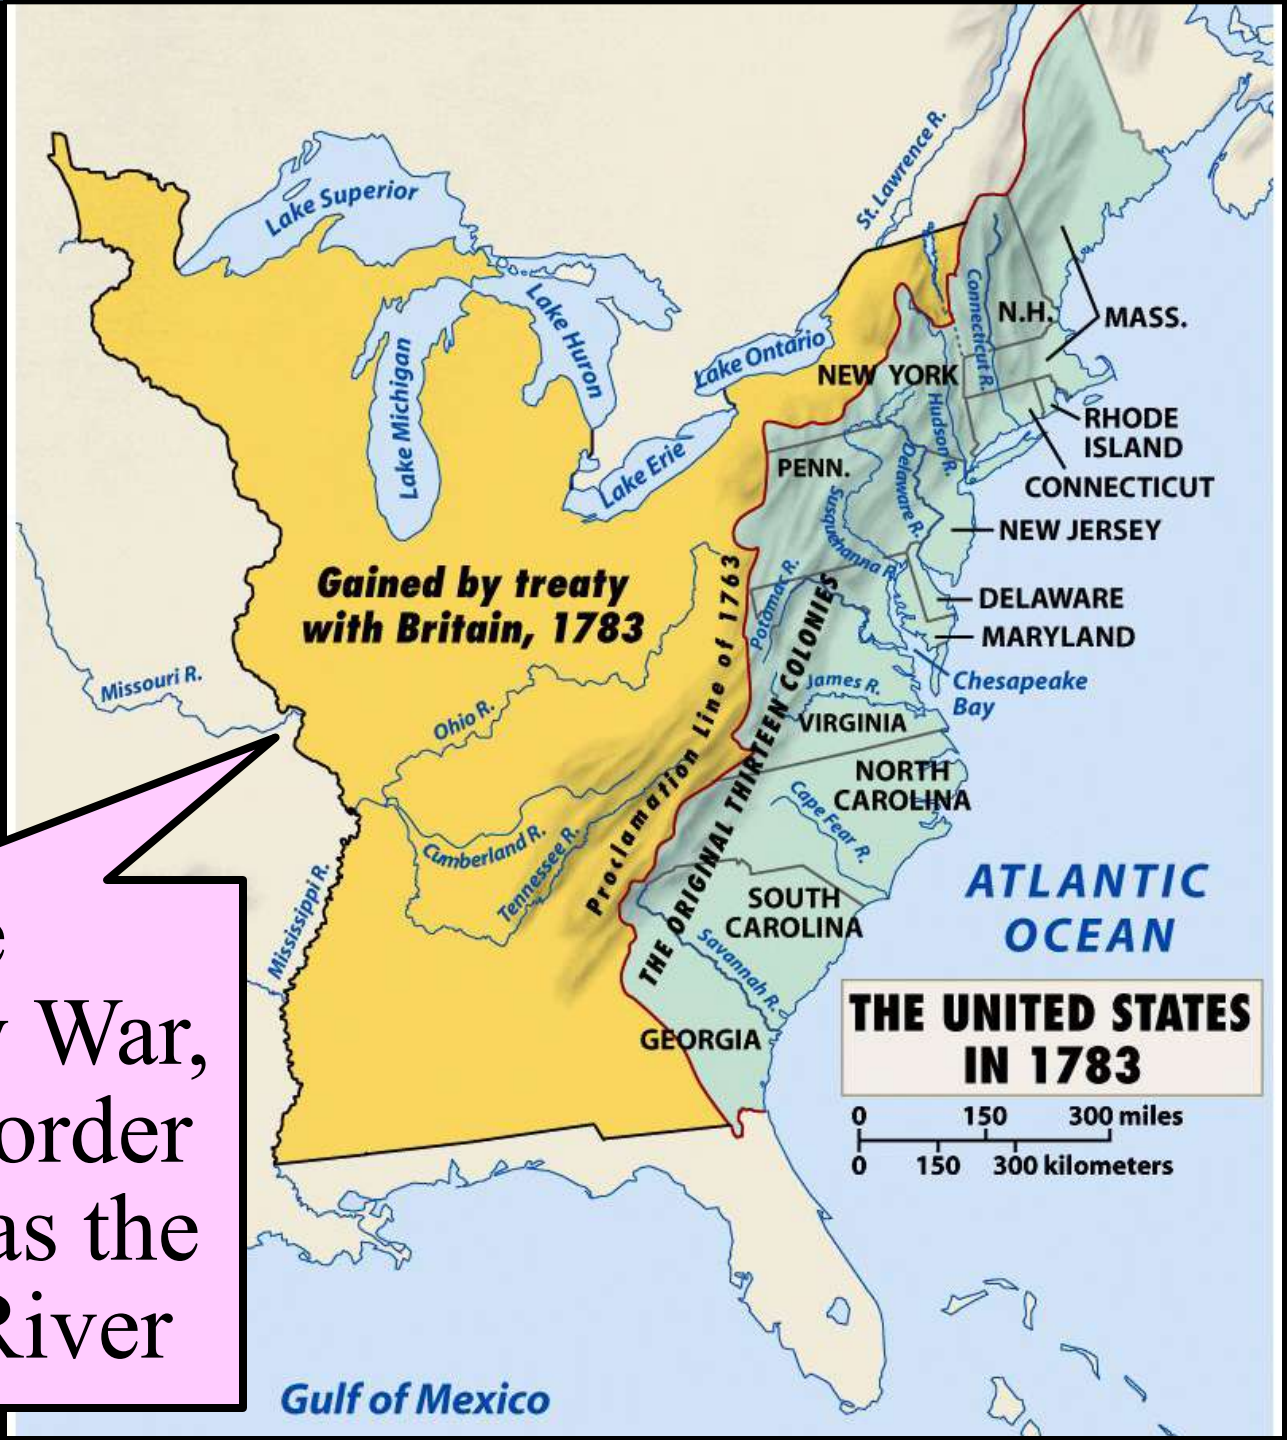 Lake Superior
St. Lawrence R.
Lake Huron
Lake Michigan
Lake Ontario
Lake Erie
Connecticut R.
N.H.
MASS.
NEW YORK
Hudson R.
RHODE
ISLAND
CONNECTICUT
PENN.
Delaware R.
Susquehanna R.
NEW JERSEY
Gained by treaty
with Britain, 1783
Proclamation Line of 1763
Potomac R.
THE ORIGINAL THIRTEEN COLONIES
DELAWARE
MARYLAND
Chesapeake
Bay
Missouri R.
Ohio R.
James R.
VIRGINIA
NORTH
CAROLINA
Cape Fear R.
Cumberland R.
Tennessee R.
Mississippi R.
SOUTH
CAROLINA
Savannah R.
GEORGIA
ATLANTIC
OCEAN
THE UNITED STATES
IN 1783
0 150 300 miles
0 150 300 kilometers
War,
the
River
Gulf of Mexico